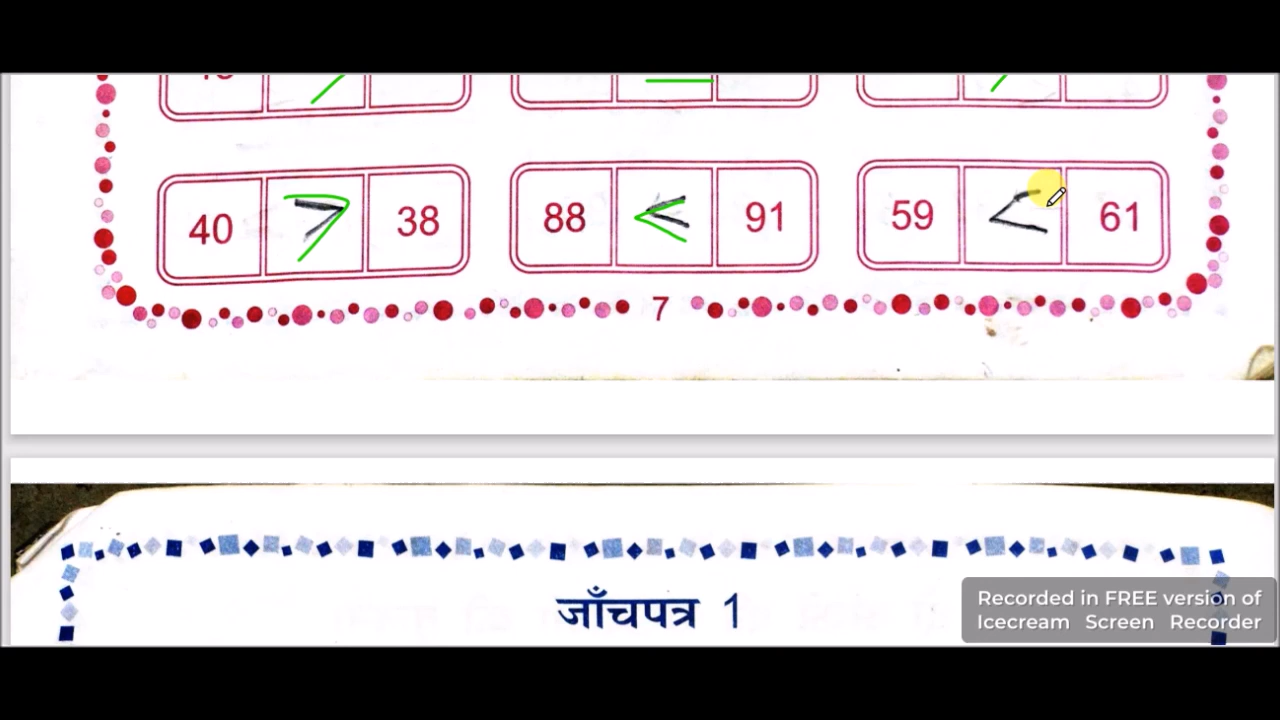 40 > 38 88 < 91 59 < 61
7
जाँचपत्र 1
Recorded in FREE version of
Icecream Screen Recorder